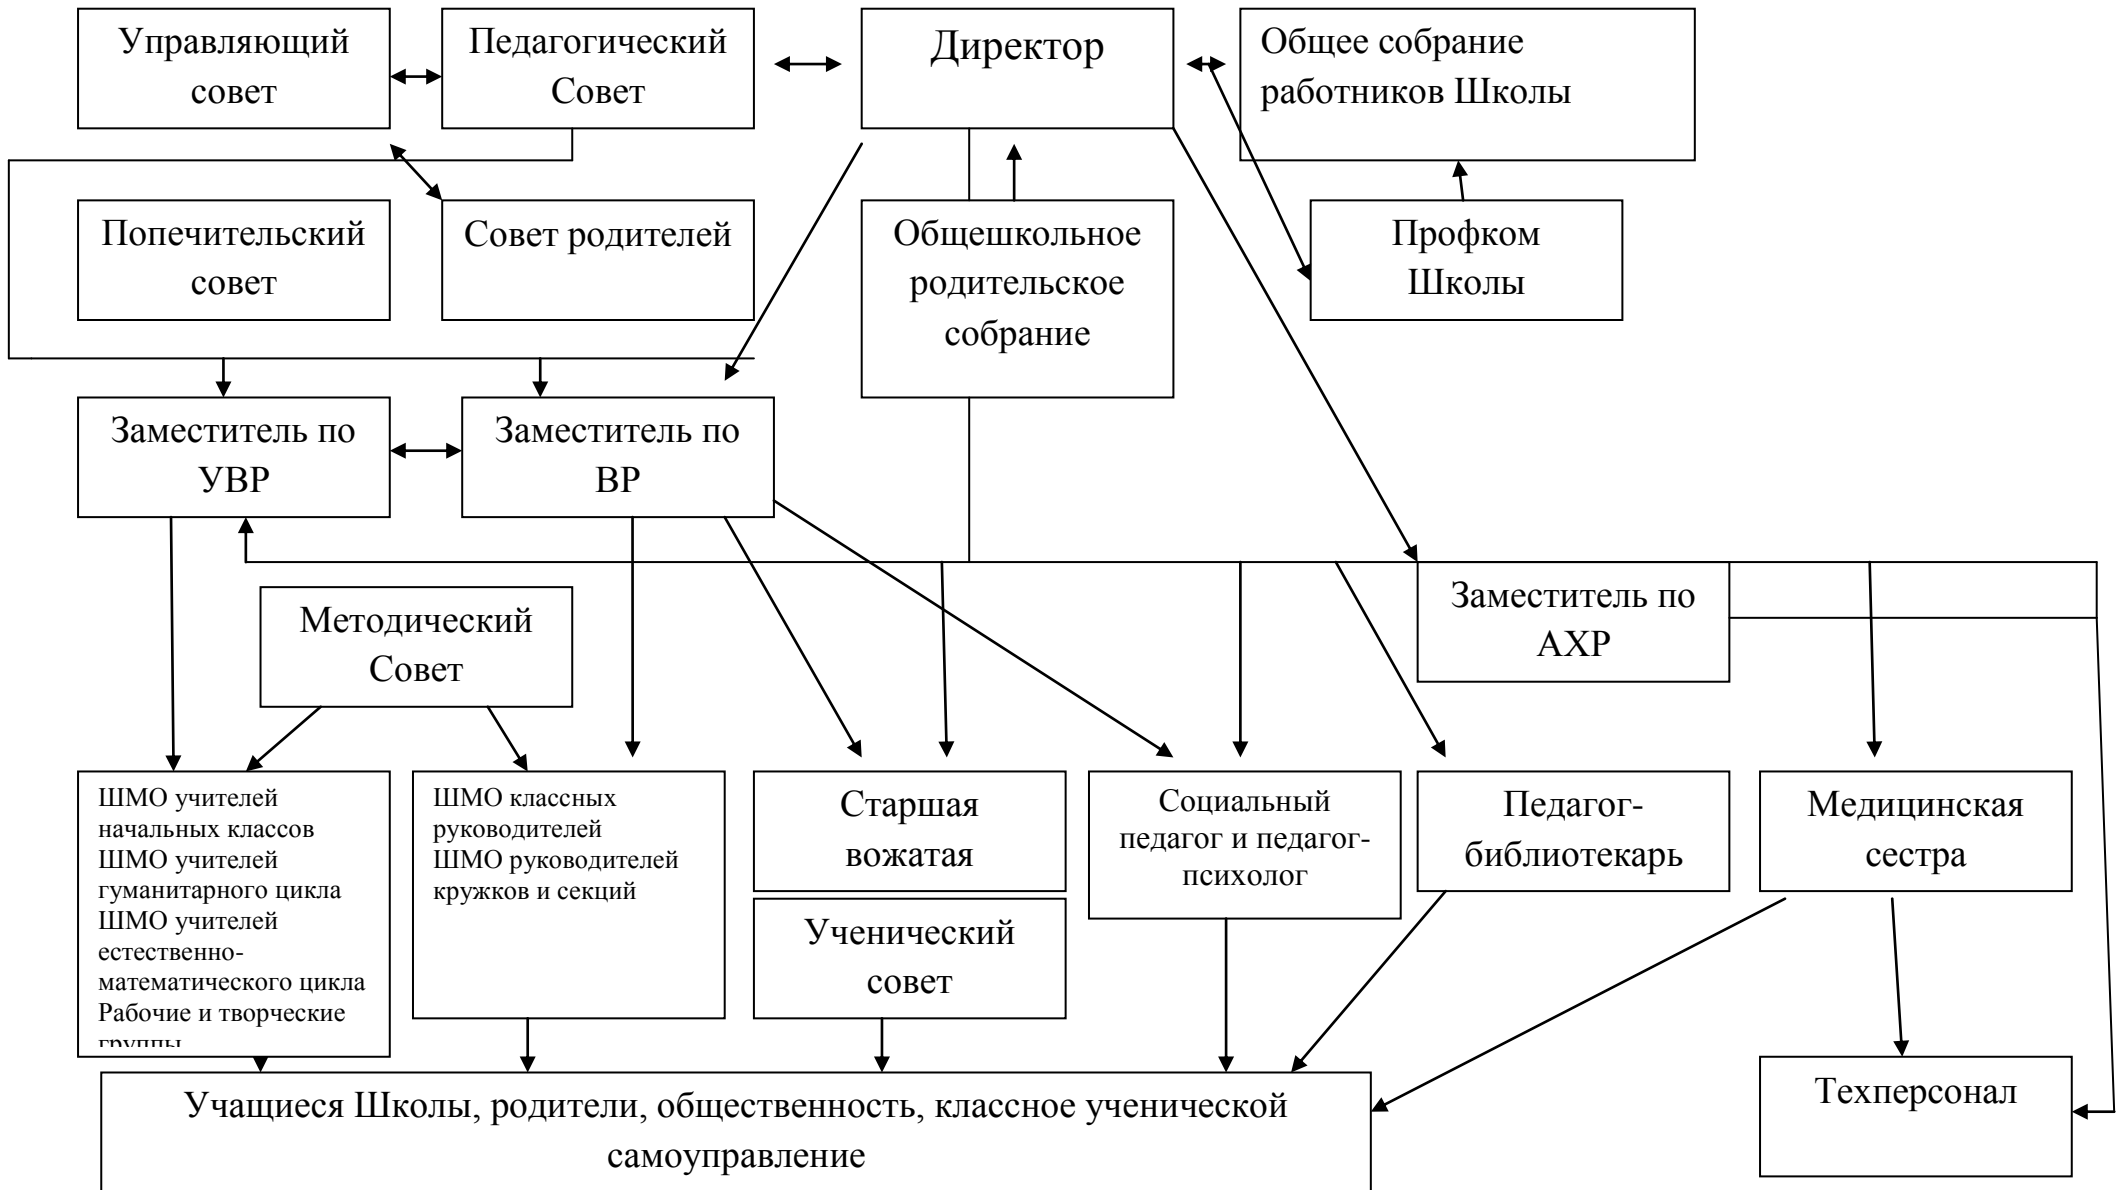 Управляющий
совет
Педагогический
Совет
Директор
Общее собрание
работников Школы
Попечительский
совет
Совет родителей
Общешкольное
родительское
собрание
Профком
Школы
Заместитель по
УВР
Заместитель по
ВР
Методический
Совет
Заместитель по
АХР
ШМО учителей
начальных классов
ШМО учителей
гуманитарного цикла
ШМО учителей
естественно-
математического цикла
Рабочие и творческие
группы
ШМО классных
руководителей
ШМО руководителей
кружков и секций
Старшая
вожатая
Ученический
совет
Социальный
педагог и педагог-
психолог
Педагог-
библиотекарь
Медицинская
сестра
Учащиеся Школы, родители, общественность, классное ученической
самоуправление
Техперсонал